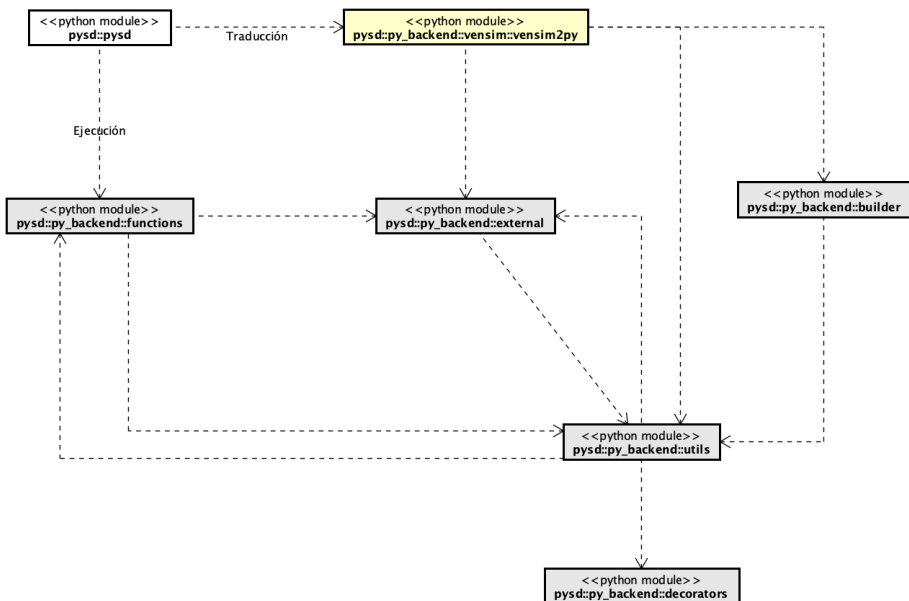 <<python module>>
pysd::pysd
Traducción
<<python module>>
pysd::py_backend::vensim::vensim2py
Ejecución
<<python module>>
pysd::py_backend::functions
<<python module>>
pysd::py_backend::external
<<python module>>
pysd::py_backend::builder
<<python module>>
pysd::py_backend::utils
<<python module>>
pysd::py_backend::decorators